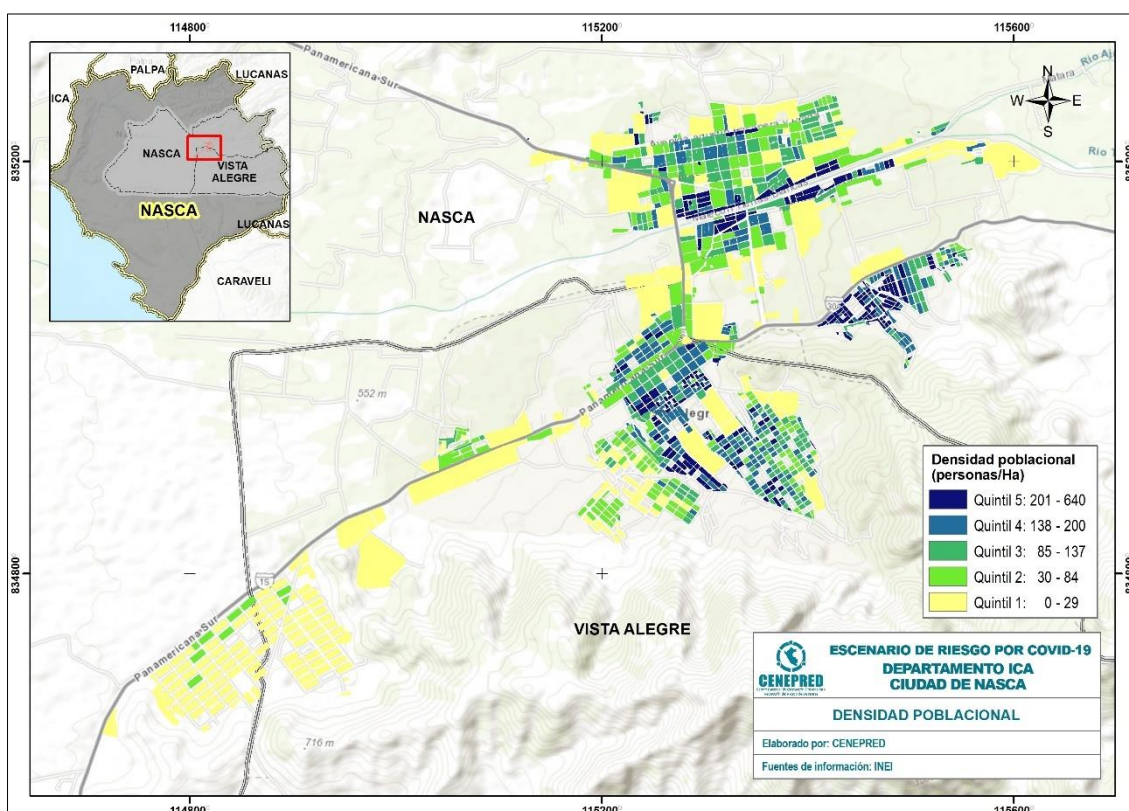 114800
115200
115600
835200
835200
834800
834800
114800
115200
115600
PALPA
LUCANAS
ICA
NASCA
VISTA
ALEGRE
NASCA
LUCANAS
CARAVELI
Panamericana-Sur
N
W
E
S
NASCA
552 m
Panamericana-Sur
15
716 m
VISTA ALEGRE
Densidad poblacional
(personas/Ha)
Quintil 5: 201 - 640
Quintil 4: 138 - 200
Quintil 3: 85 - 137
Quintil 2: 30 - 84
Quintil 1: 0 - 29
CENEPRED
ESCENARIO DE RIESGO POR COVID-19
DEPARTAMENTO ICA
CIUDAD DE NASCA
DENSIDAD POBLACIONAL
Elaborado por: CENEPRED
Fuentes de información: INEI